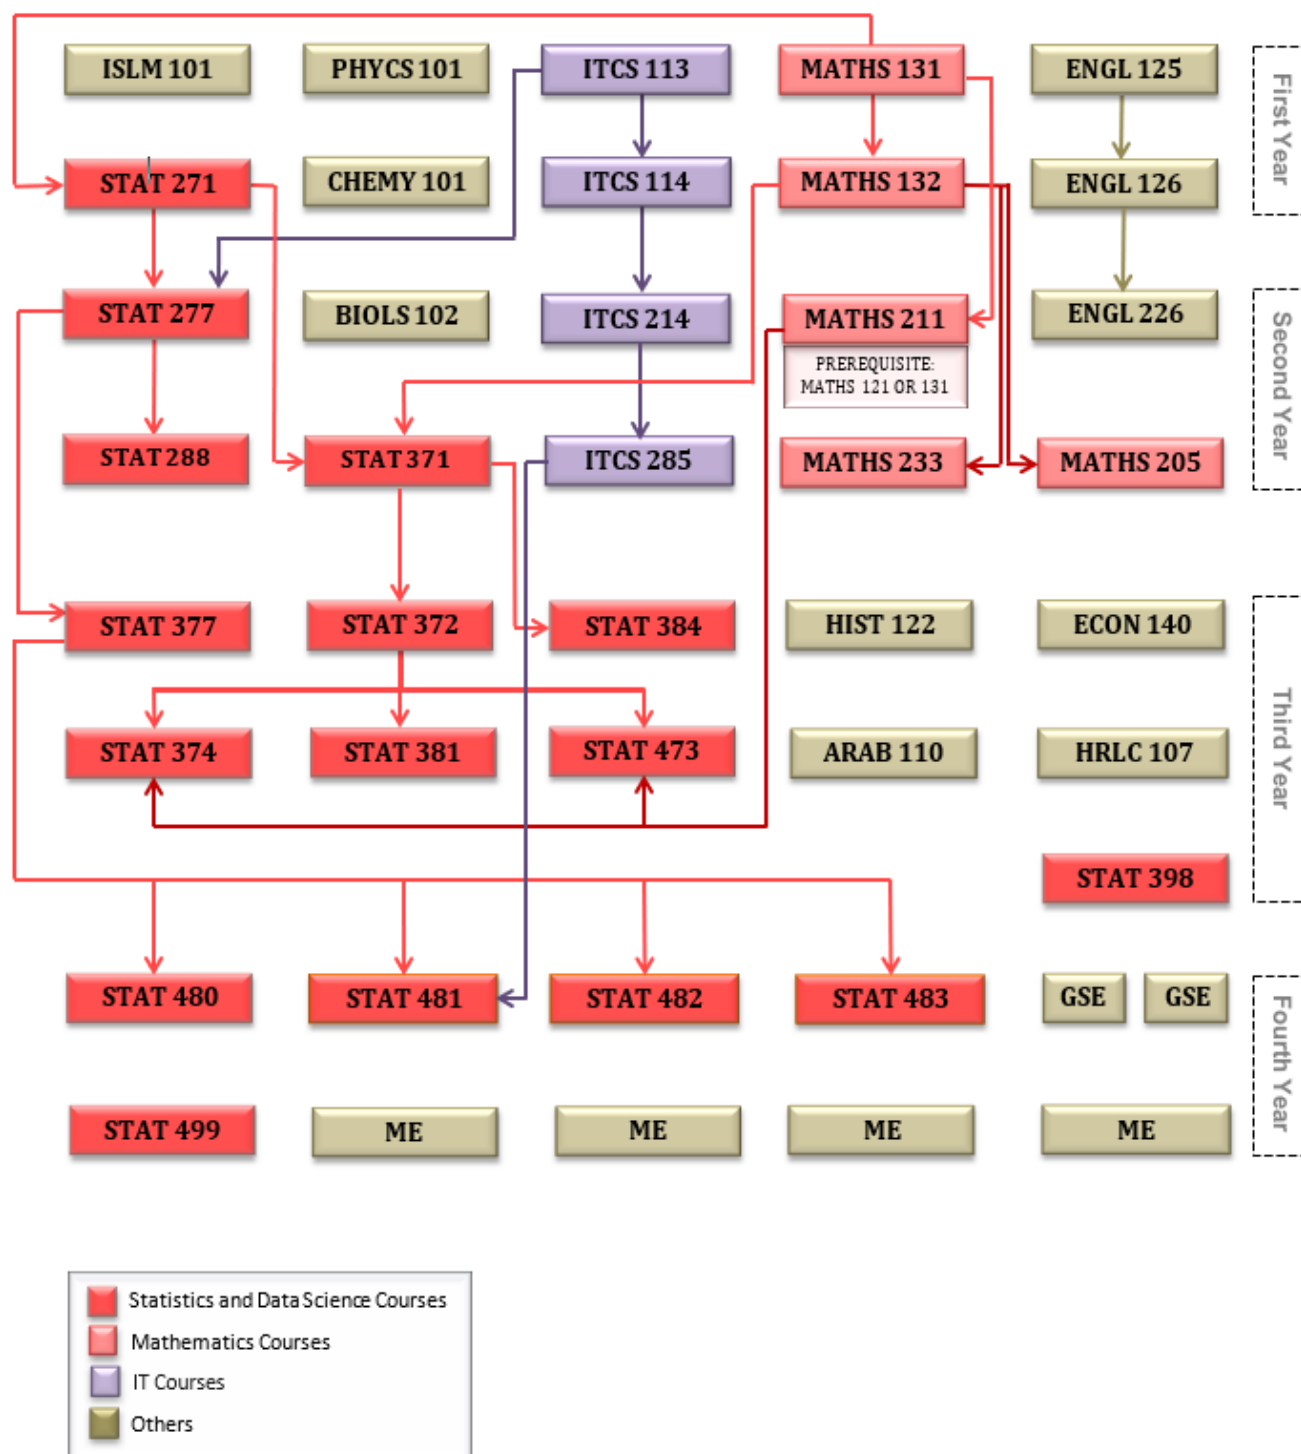 ISLM 101
PHYCS 101
ITCS 113
MATHS 131
ENGL 125
First Year
STAT 271
CHEMY 101
ITCS 114
MATHS 132
ENGL 126
STAT 277
BIOLS 102
ITCS 214
MATHS 211
ENGL 226
PREREQUISITE:
MATHS 121 OR 131
Second Year
STAT 288
STAT 371
ITCS 285
MATHS 233
MATHS 205
STAT 377
STAT 372
STAT 384
HIST 122
ECON 140
Third Year
STAT 374
STAT 381
STAT 473
ARAB 110
HRLC 107
STAT 398
STAT 480
STAT 481
STAT 482
STAT 483
GSE
GSE
Fourth Year
STAT 499
ME
ME
ME
ME
Statistics and Data Science Courses
Mathematics Courses
IT Courses
Others